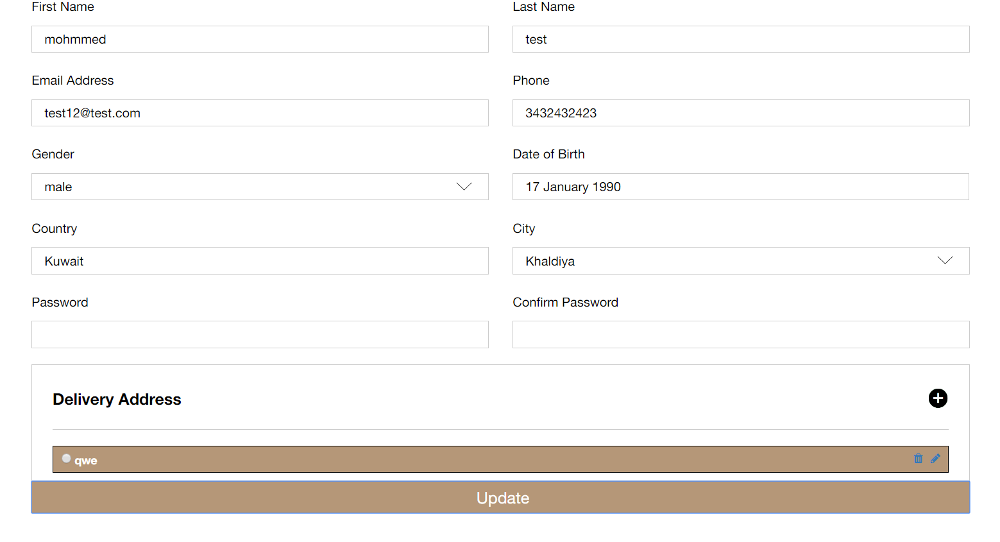 First Name
Last Name
mohmmed
test
Email Address
Phone
test12@test.com
3432432423
Gender
Date of Birth
male
17 January 1990
Country
City
Kuwait
Khaldiya
Password
Confirm Password
Delivery Address
qwe
Update